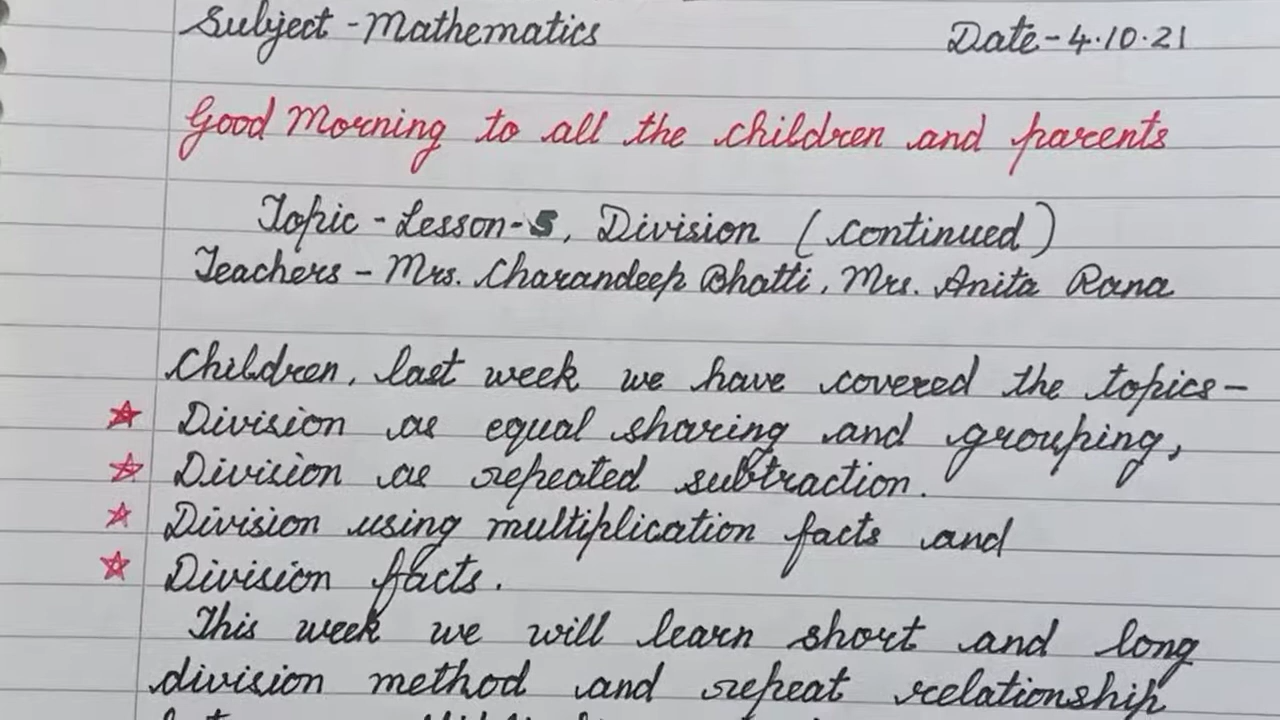 Subject - Mathematics Date - 4.10.21
Good Morning to all the children and parents
Topic - Lesson-5, Division (continued)
Teachers - Mrs. Charandeep Bhatti, Mrs. Anita Rana
Children, last week we have covered the topics -
☆ Division as equal sharing and grouping,
☆ Division as repeated subtraction.
☆ Division using multiplication facts and
☆ Division facts.
This week we will learn short and long
division method and repeat relationship